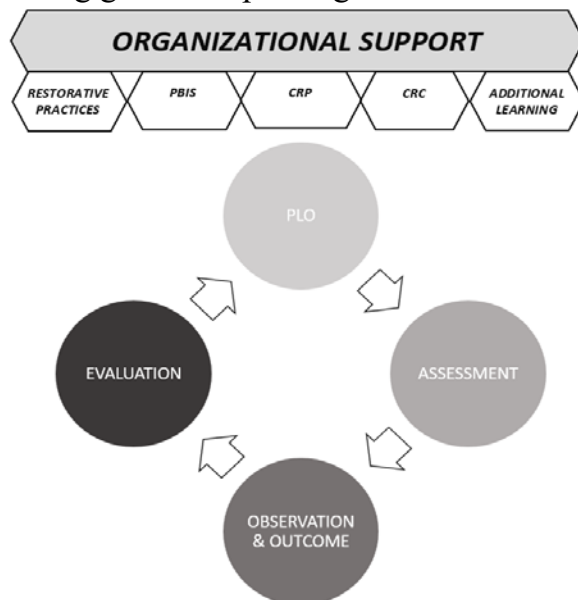 ORGANIZATIONAL SUPPORT
RESTORATIVE
PRACTICES
PBIS
CRP
CRC
ADDITIONAL
LEARNING
PLO
EVALUATION
ASSESSMENT
OBSERVATION
& OUTCOME